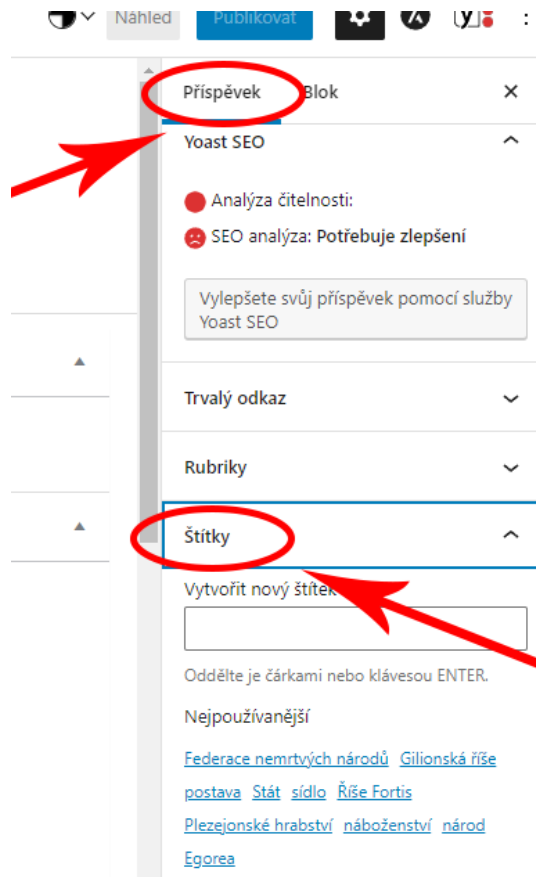 Náhled Publikovat
Příspěvek Blok
Yoast SEO
Analýza čitelnosti:
SEO analýza: Potřebuje zlepšení
Vylepšete svůj příspěvek pomocí služby
Yoast SEO
Trvalý odkaz
Rubriky
Štítky
Vytvořit nový štítek
Oddělte je čárkami nebo klávesou ENTER.
Nejpoužívanější
Federace nemrtvých národů Gilionská říše
postava Stát sídlo Říše Fortis
Plezejonské hrabství náboženství národ
Egorea